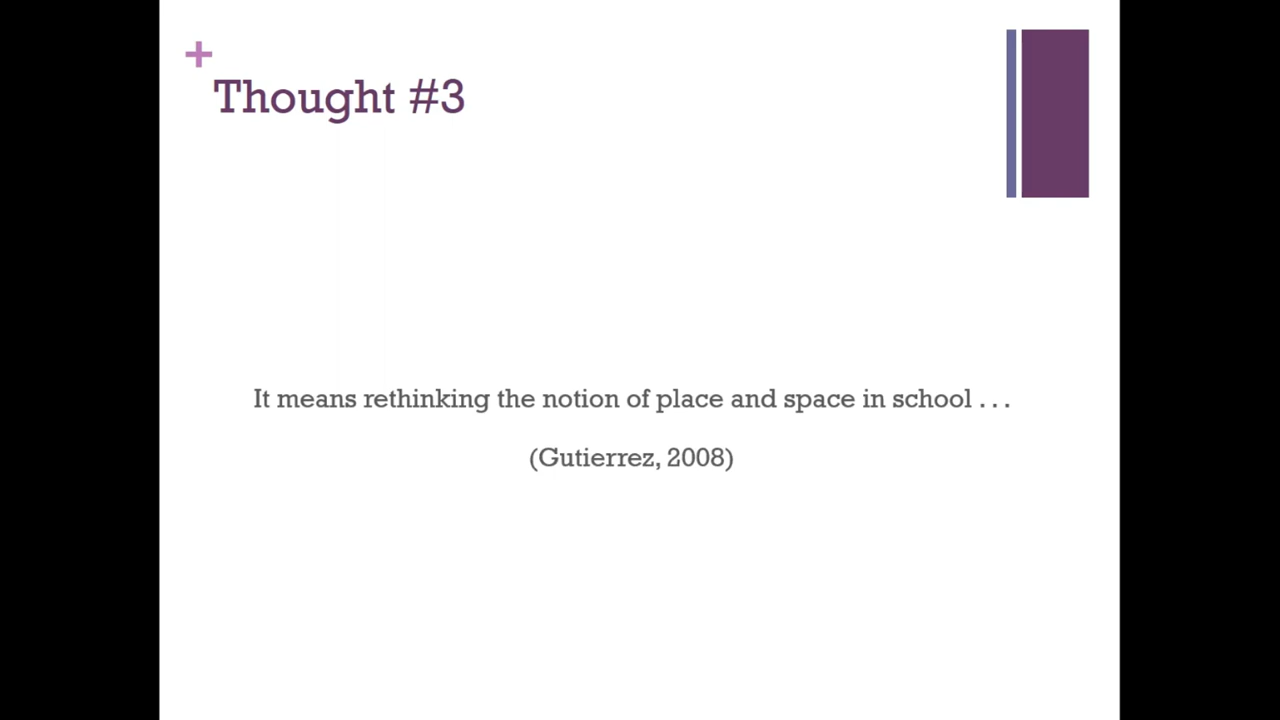 +
Thought #3
It means rethinking the notion of place and space in school . . .
(Gutierrez, 2008)